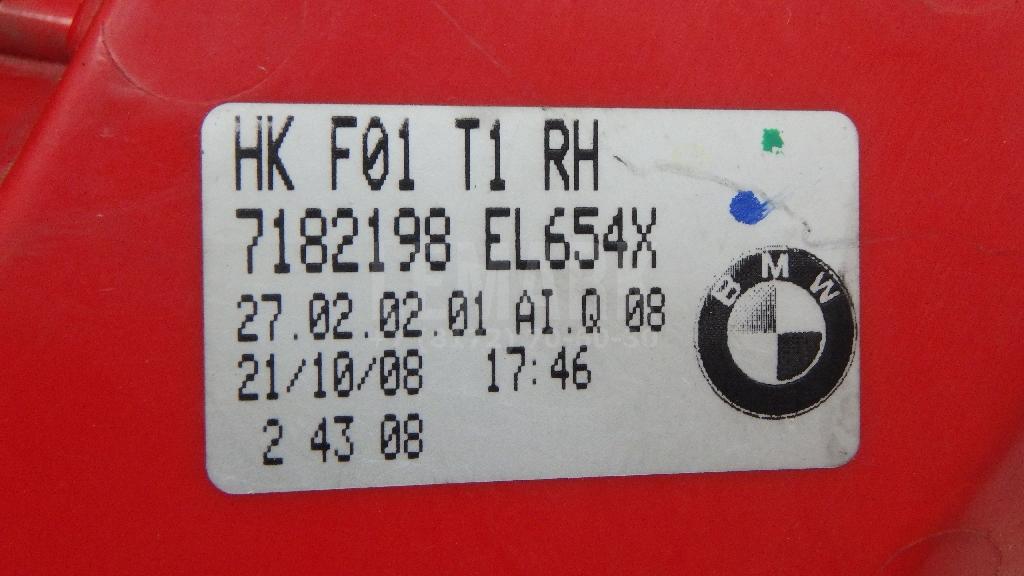 HK F01 T1 RH
7182198 EL654X
27.02.02.01 AI.Q 08
21/10/08 17:46
2 43 08
BMW